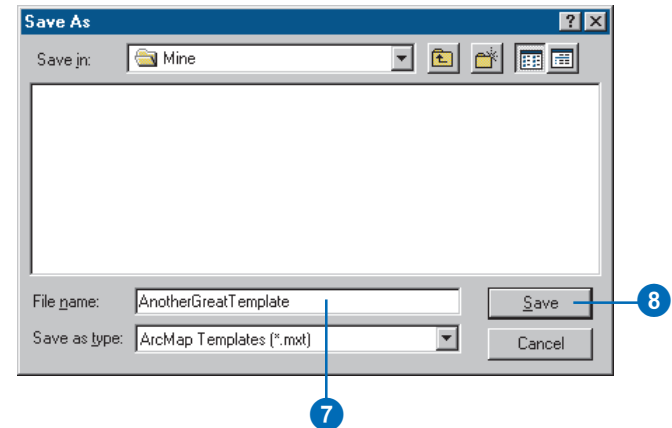 Save As
Save in: Mine
File name: AnotherGreatTemplate Save 8
Save as type: ArcMap Templates (*.mxt) Cancel
7